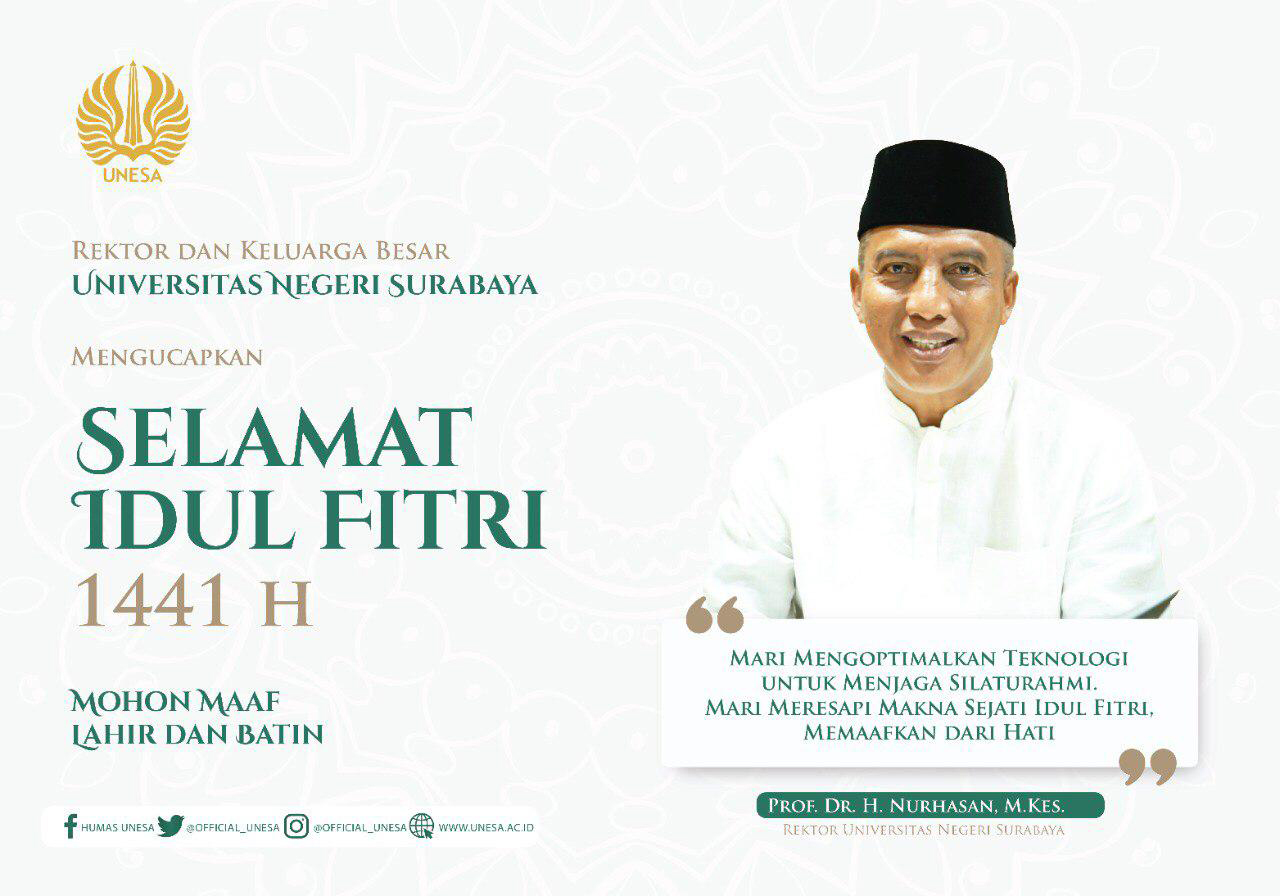 UNESA
Rektor dan Keluarga Besar
Universitas Negeri Surabaya
Mengucapkan
Selamat
Idul Fitri
1441 H
Mohon Maaf
Lahir dan Batin
HUMAS UNESA @OFFICIAL_UNESA @OFFICIAL_UNESA WWW.UNESA.AC.ID
“
Mari Mengoptimalkan Teknologi
untuk Menjaga Silaturahmi.
Mari Meresapi Makna Sejati Idul Fitri,
Memaafkan dari Hati
”
Prof. Dr. H. Nurhasan, M.Kes.
Rektor Universitas Negeri Surabaya